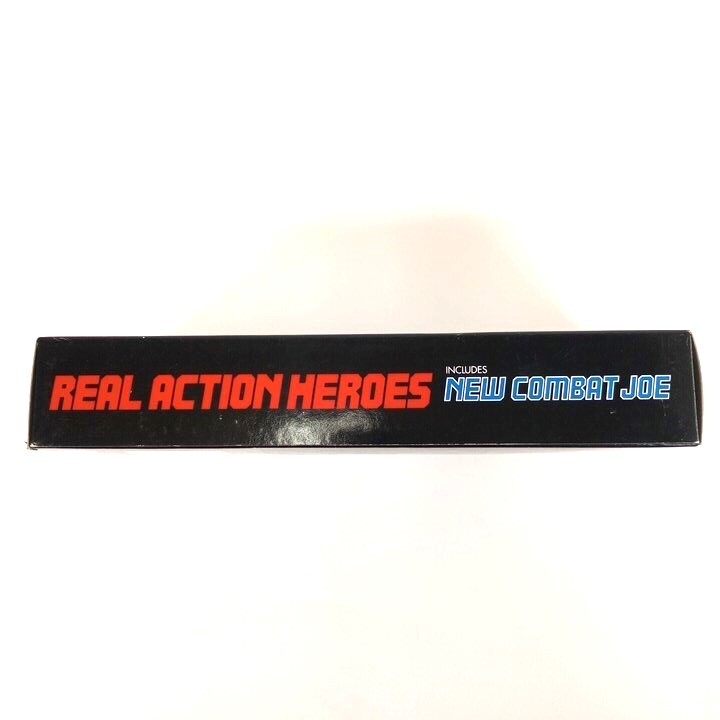 REAL ACTION HEROES
INCLUDES
NEW COMBAT JOE